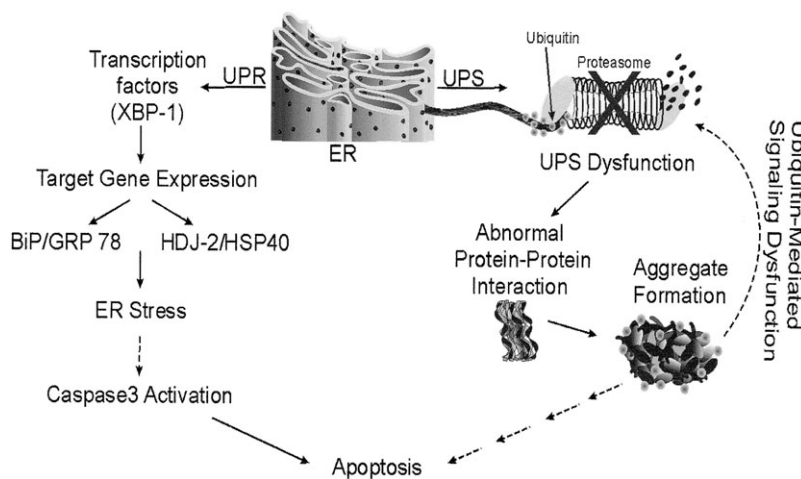 Ubiquitin
Transcription
factors
(XBP-1)
UPR
UPS
Proteasome
ER
UPS Dysfunction
Target Gene Expression
BiP/GRP 78
HDJ-2/HSP40
Abnormal
Protein-Protein
Interaction
Aggregate
Formation
Ubiquitin-Mediated
Signaling Dysfunction
ER Stress
Caspase3 Activation
Apoptosis